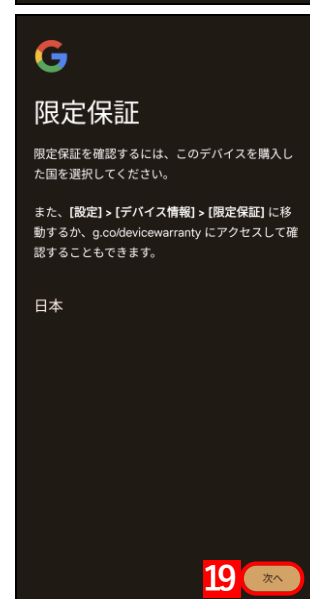 限定保証
限定保証を確認するには、このデバイスを購入し
た国を選択してください。
また、[設定] > [デバイス情報] > [限定保証] に移
動するか、g.co/devicewarranty にアクセスして確
認することもできます。
日本
19 次へ